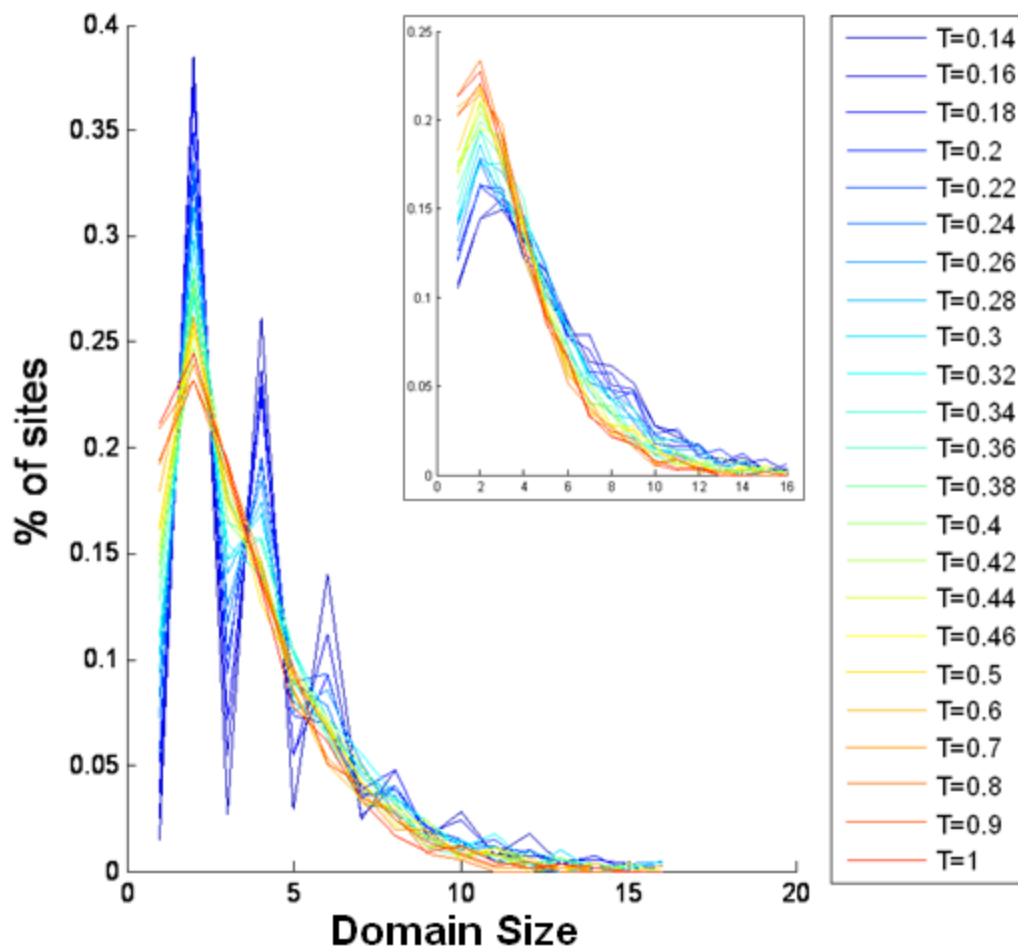 % of sites
0.4
0.35
0.3
0.25
0.2
0.15
0.1
0.05
0
0 5 10 15 20
Domain Size
0.25
0.2
0.15
0.1
0.05
0
0 2 4 6 8 10 12 14 16
T=0.14
T=0.16
T=0.18
T=0.2
T=0.22
T=0.24
T=0.26
T=0.28
T=0.3
T=0.32
T=0.34
T=0.36
T=0.38
T=0.4
T=0.42
T=0.44
T=0.46
T=0.5
T=0.6
T=0.7
T=0.8
T=0.9
T=1